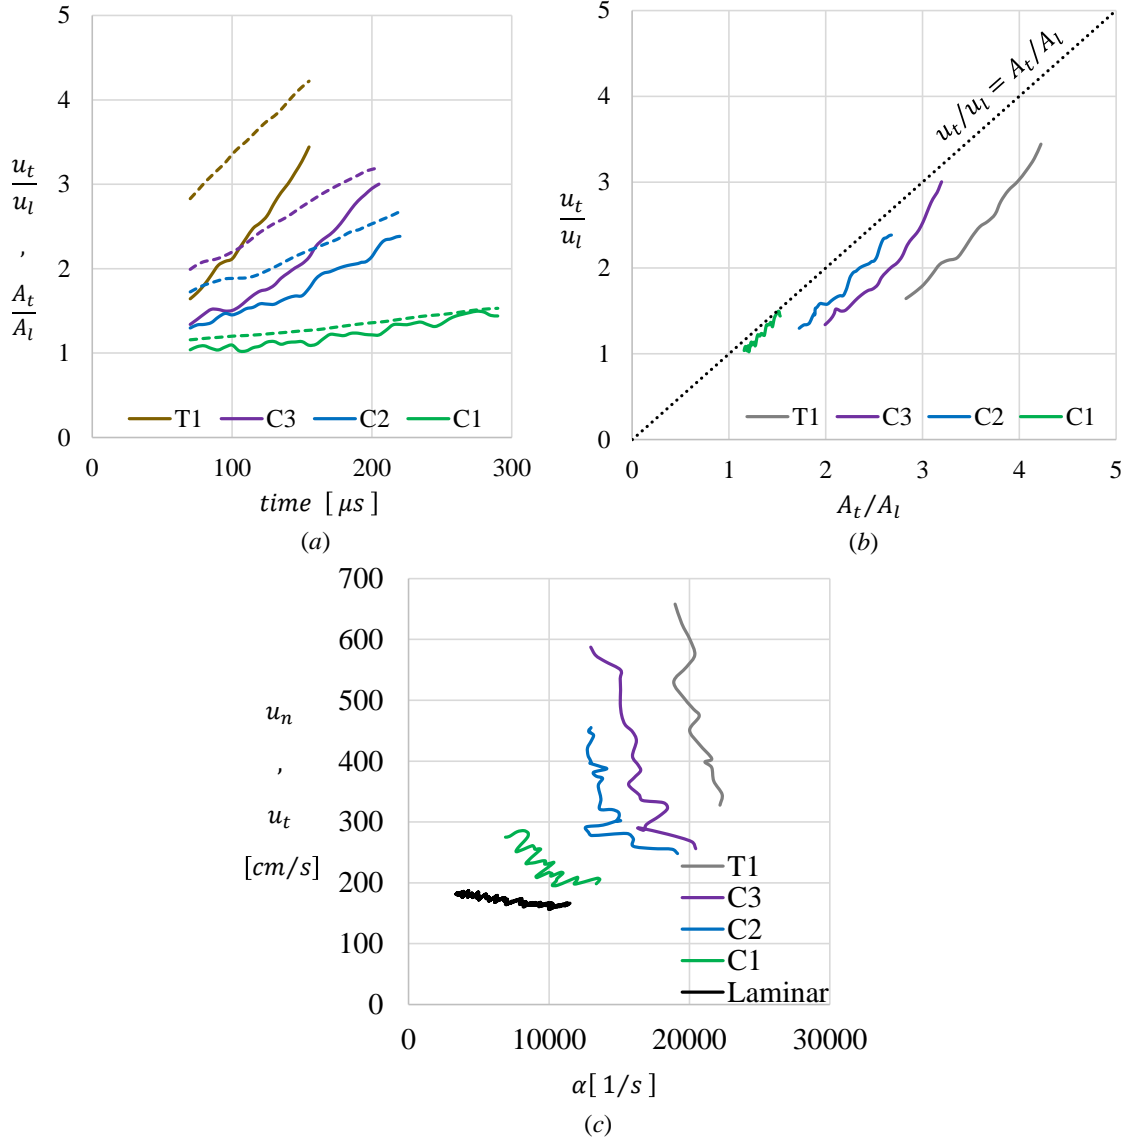 5
4
3
2
1
0
u_t
u_l
,
A_t
A_l
T1 C3 C2 C1
0 100 200 300
time [ μs ]
(a)
5
4
3
2
1
0
u_t
u_l
u_t/u_l = A_t/A_l
T1 C3 C2 C1
0 1 2 3 4 5
A_t/A_l
(b)
700
600
500
400
300
200
100
0
u_n
,
u_t
[cm/s]
T1
C3
C2
C1
Laminar
0 10000 20000 30000
α[ 1/s ]
(c)